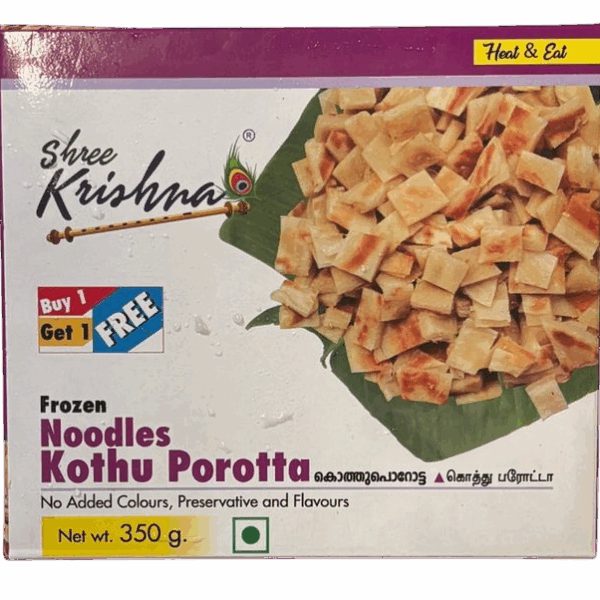 Heat & Eat
Shree
Krishna ®
Buy 1
Get 1 FREE
Frozen
Noodles
Kothu Porotta കൊത്തുപൊറോട്ട ▲கொத்து பரோட்டா
No Added Colours, Preservative and Flavours
Net wt. 350 g.